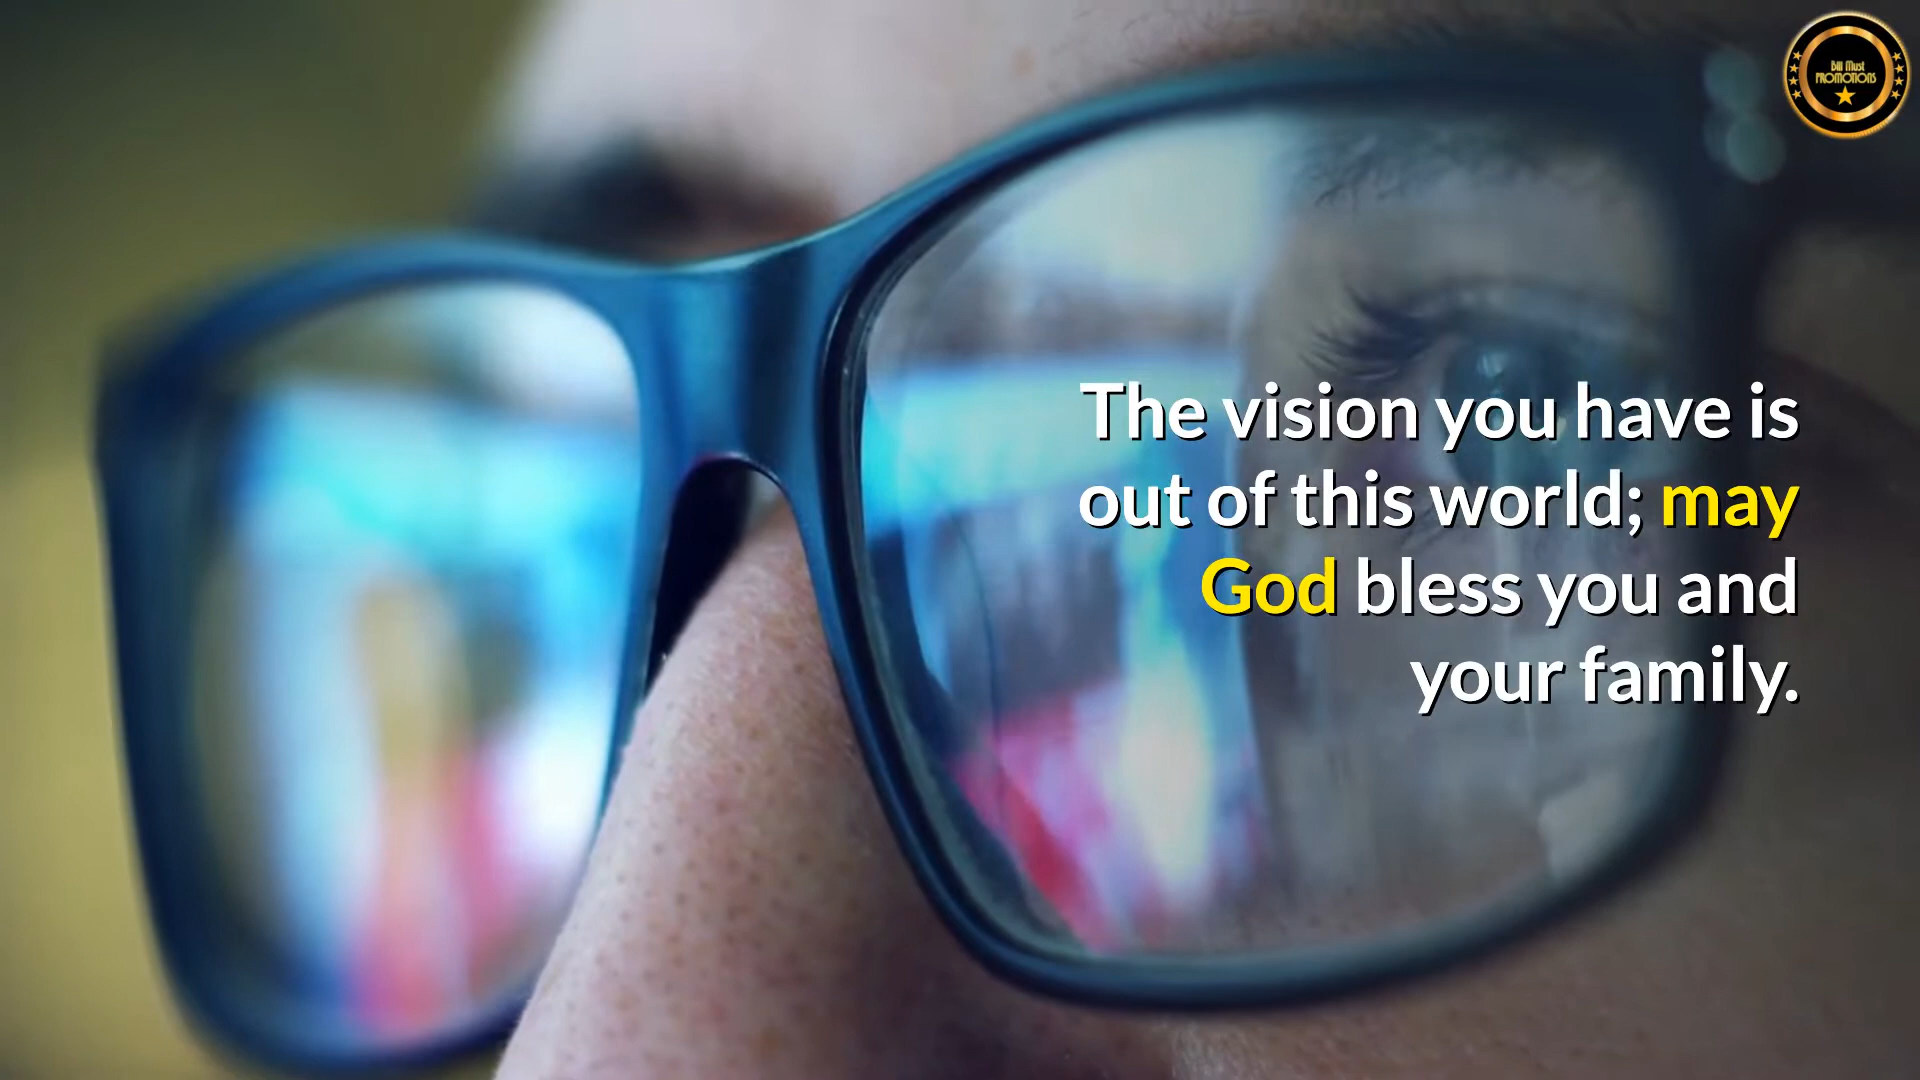 Bill Must
PROMOTIONS
The vision you have is
out of this world; may
God bless you and
your family.